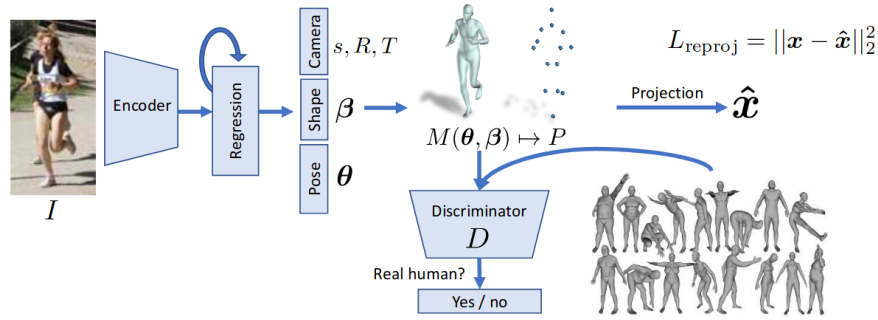 I
Encoder
Regression
Camera
s, R, T
Shape
β
Pose
θ
M(θ, β) ↦ P
L_reproj = ||x − x̂||₂²
Projection
x̂
Discriminator
D
Real human?
Yes / no